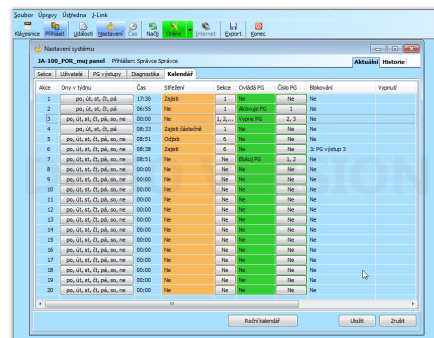 Soubor Úpravy Ústředna J-Link
Klávesnice Přihlásit Události Nastavení Čas Načti Online Internet Export Konec
Nastavení systému
JA-100_POR_muj panel Přihlášen: Správce Správce Aktuální Historie
Sekce Uživatelé PG výstupy Diagnostika Kalendář
Akce Dny v týdnu Čas Střežení Sekce Ovládá PG Číslo PG Blokování Vypnutí
1 po, út, st, čt, pá 17:30 Zajisti 1 Ne Ne Ne
2 po, út, st, čt, pá 06:55 Ne 1 Aktivuje PG 1 Ne
3 po, út, st, čt, pá, so, ne 00:00 Ne 1, 2,... Vypne PG 2, 3 Ne
4 po, út, st, čt, pá 08:33 Zajisti částečně 1 Ne Ne Ne
5 po, út, st, čt, pá, so, ne 08:51 Odjisti 6 Ne Ne Ne
6 po, út, st, čt, pá, so, ne 08:38 Zajisti 6 Ne Ne 3: PG výstup 3
7 po, út, st, čt, pá, so, ne 08:51 Ne Ne Blokuj PG 1, 2 Ne
8 po, út, st, čt, pá, so, ne 00:00 Ne Ne Ne Ne Ne
9 po, út, st, čt, pá, so, ne 00:00 Ne Ne Ne Ne Ne
10 po, út, st, čt, pá, so, ne 00:00 Ne Ne Ne Ne Ne
11 po, út, st, čt, pá, so, ne 00:00 Ne Ne Ne Ne Ne
12 po, út, st, čt, pá, so, ne 00:00 Ne Ne Ne Ne Ne
13 po, út, st, čt, pá, so, ne 00:00 Ne Ne Ne Ne Ne
14 po, út, st, čt, pá, so, ne 00:00 Ne Ne Ne Ne Ne
15 po, út, st, čt, pá, so, ne 00:00 Ne Ne Ne Ne Ne
16 po, út, st, čt, pá, so, ne 00:00 Ne Ne Ne Ne Ne
17 po, út, st, čt, pá, so, ne 00:00 Ne Ne Ne Ne Ne
18 po, út, st, čt, pá, so, ne 00:00 Ne Ne Ne Ne Ne
19 po, út, st, čt, pá, so, ne 00:00 Ne Ne Ne Ne Ne
20 po, út, st, čt, pá, so, ne 00:00 Ne Ne Ne Ne Ne
Roční kalendář Uložit Zrušit